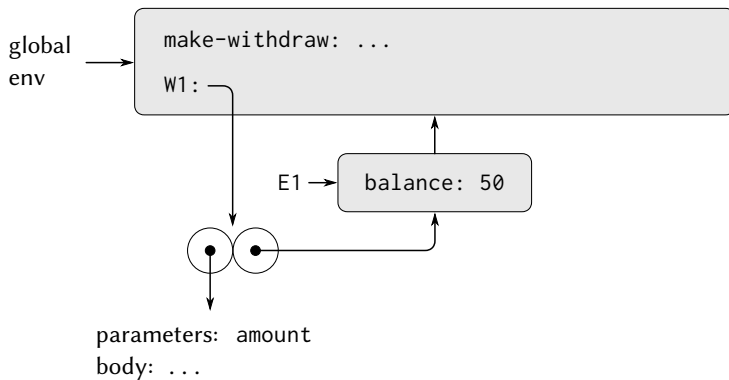 global
env
make-withdraw: ...
W1:
E1
balance: 50
parameters: amount
body: ...